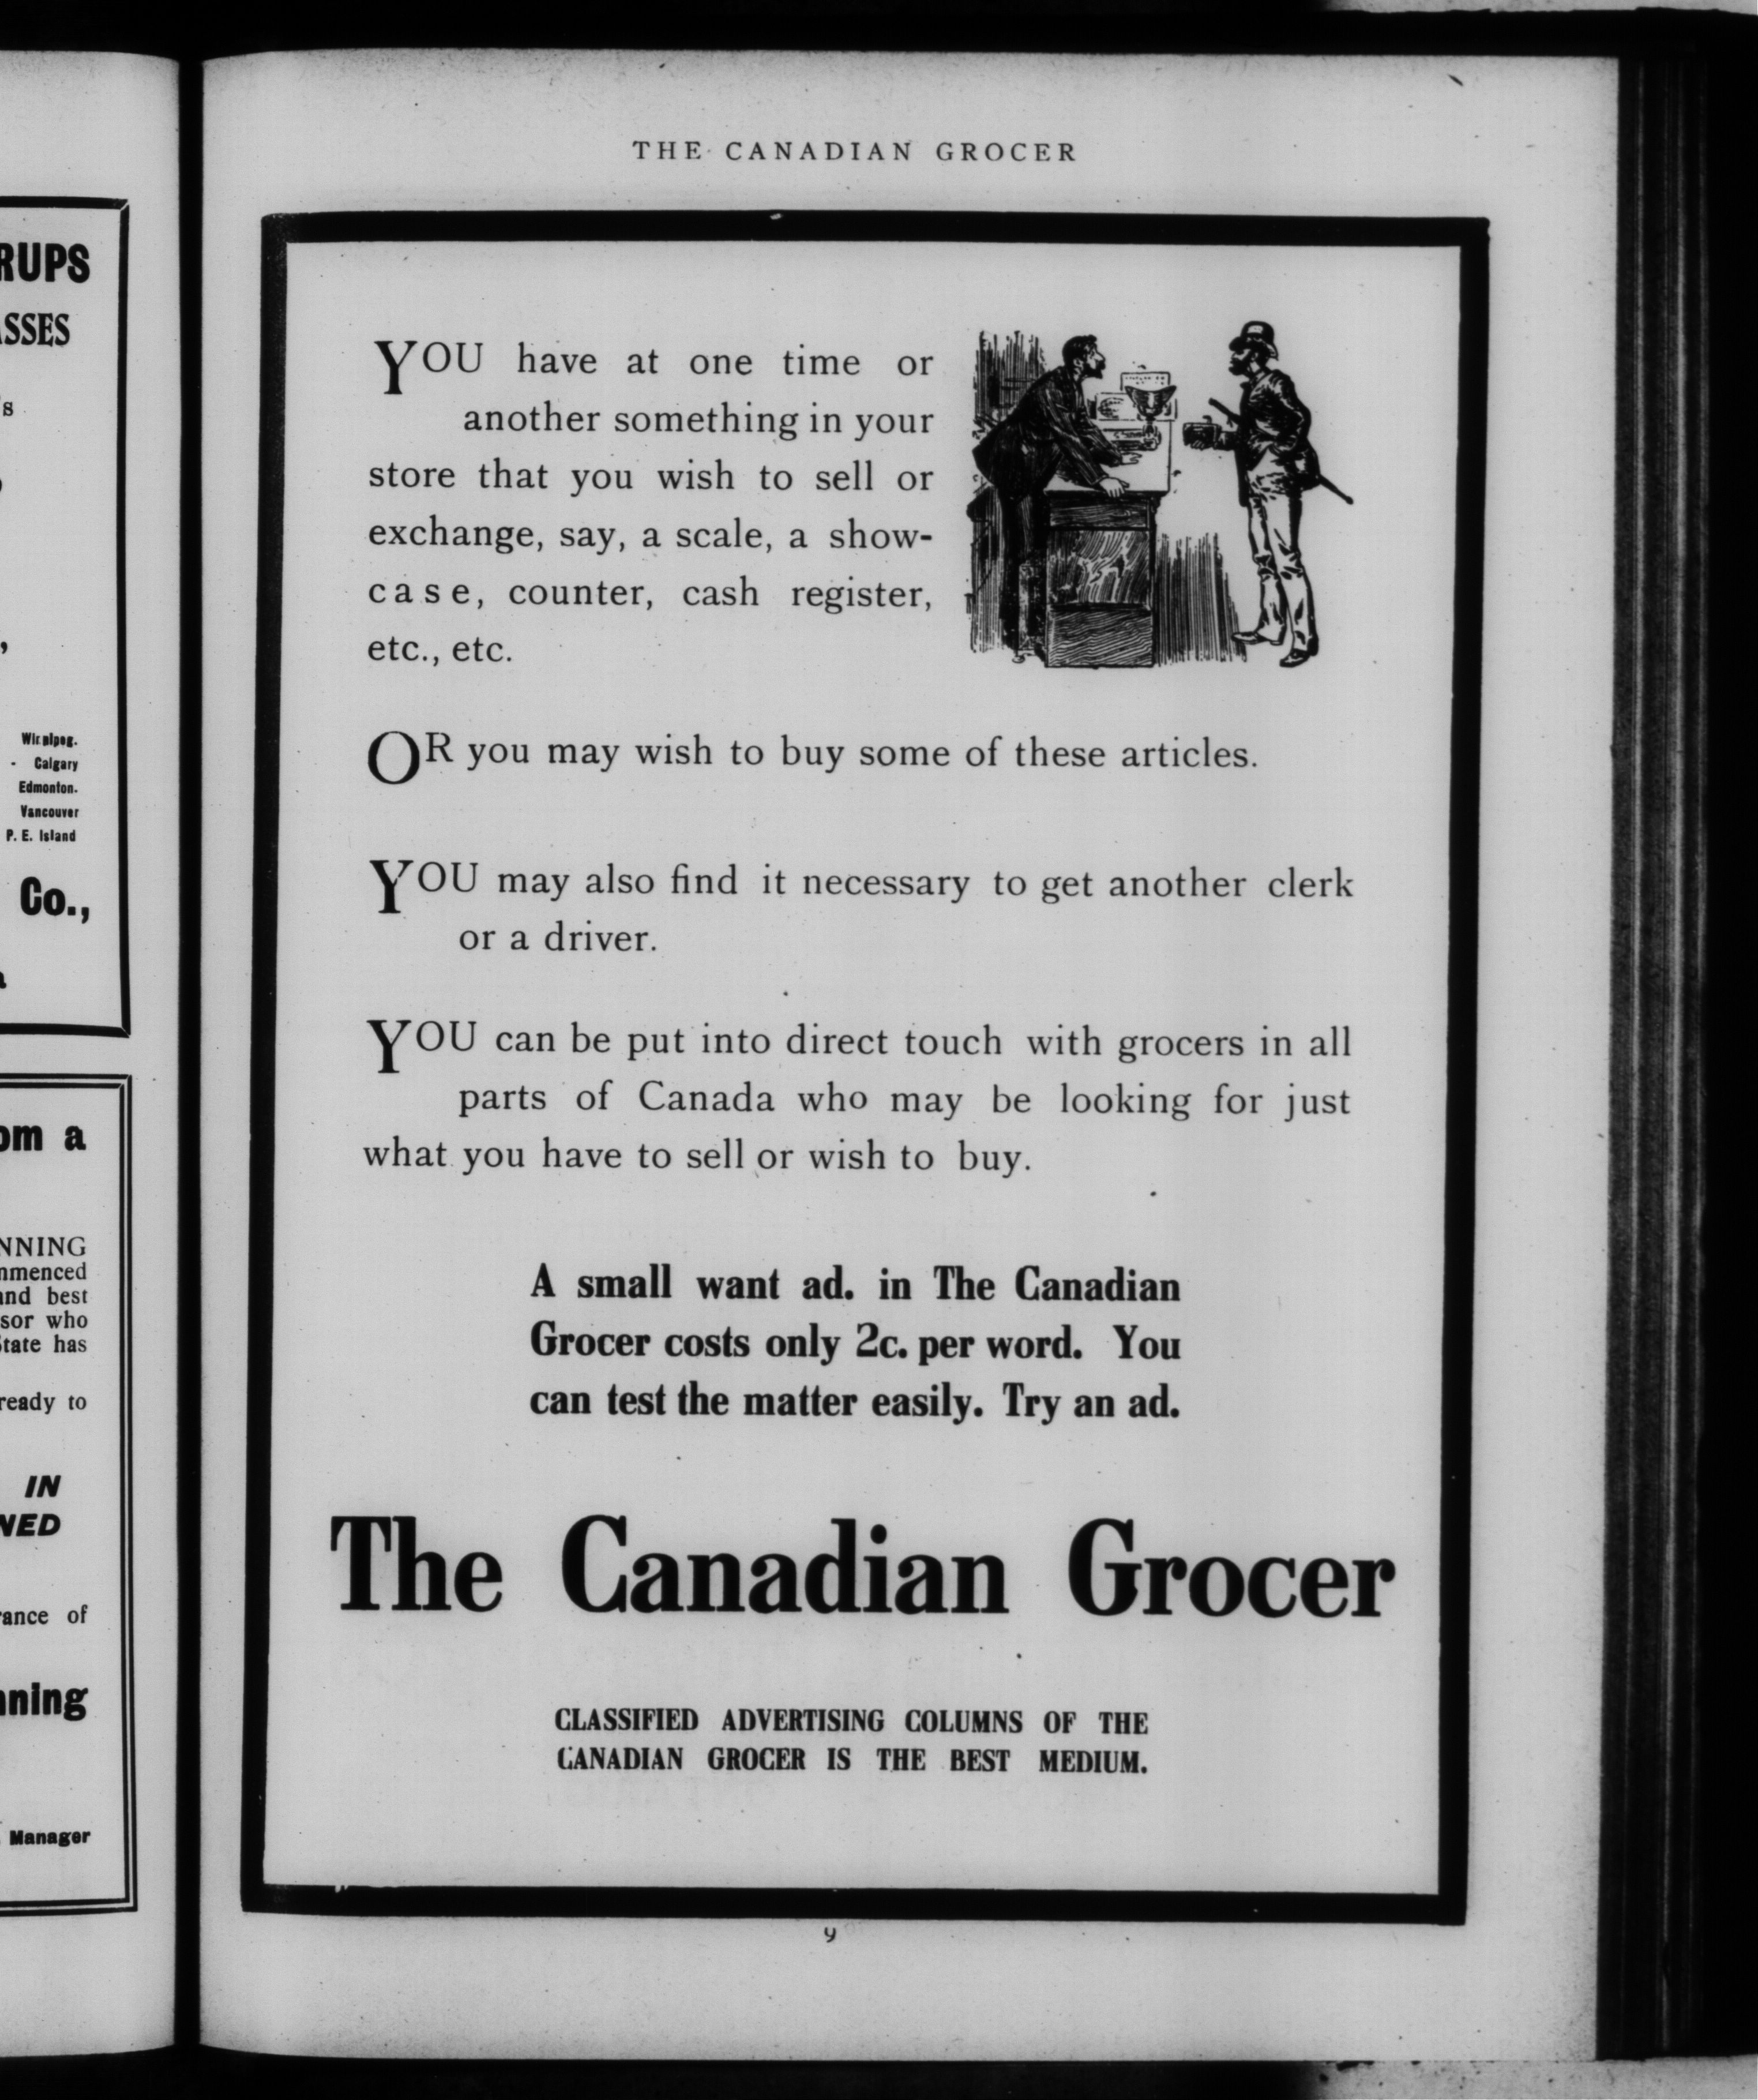 RUPS
ASSES
's
,
Winnipeg.
- Calgary
Edmonton.
Vancouver
P. E. Island
Co.,
om a
NNING
mmenced
and best
sor who
State has
ready to
IN
NED
rance of
nning
Manager
THE CANADIAN GROCER
YOU have at one time or
another something in your
store that you wish to sell or
exchange, say, a scale, a show-
case, counter, cash register,
etc., etc.
OR you may wish to buy some of these articles.
YOU may also find it necessary to get another clerk
or a driver.
YOU can be put into direct touch with grocers in all
parts of Canada who may be looking for just
what you have to sell or wish to buy.
A small want ad. in The Canadian
Grocer costs only 2c. per word. You
can test the matter easily. Try an ad.
The Canadian Grocer
CLASSIFIED ADVERTISING COLUMNS OF THE
CANADIAN GROCER IS THE BEST MEDIUM.